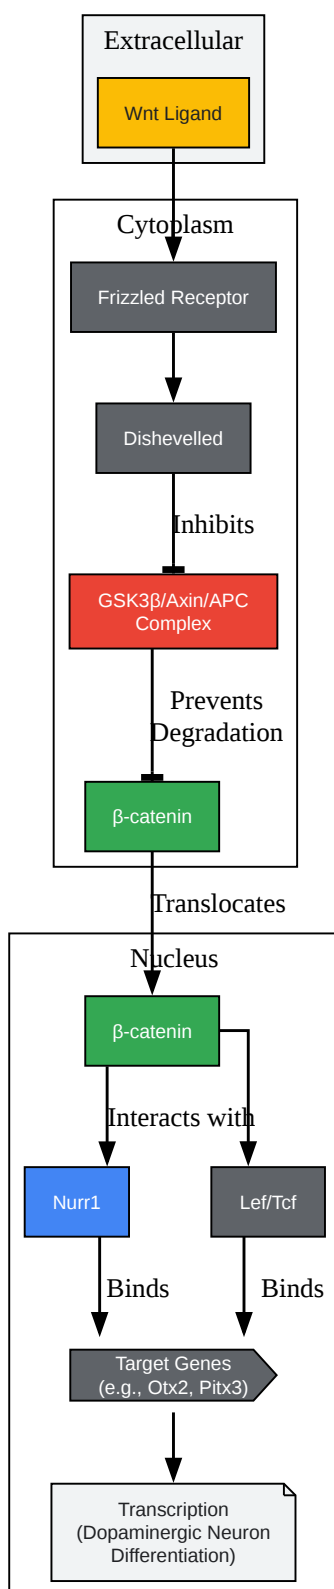 Extracellular
Wnt Ligand
Cytoplasm
Frizzled Receptor
Dishevelled
Inhibits
GSK3β/Axin/APC
Complex
Prevents
Degradation
β-catenin
Translocates
Nucleus
β-catenin
Interacts with
Nurr1
Lef/Tcf
Binds
Binds
Target Genes
(e.g., Otx2, Pitx3)
Transcription
(Dopaminergic Neuron
Differentiation)